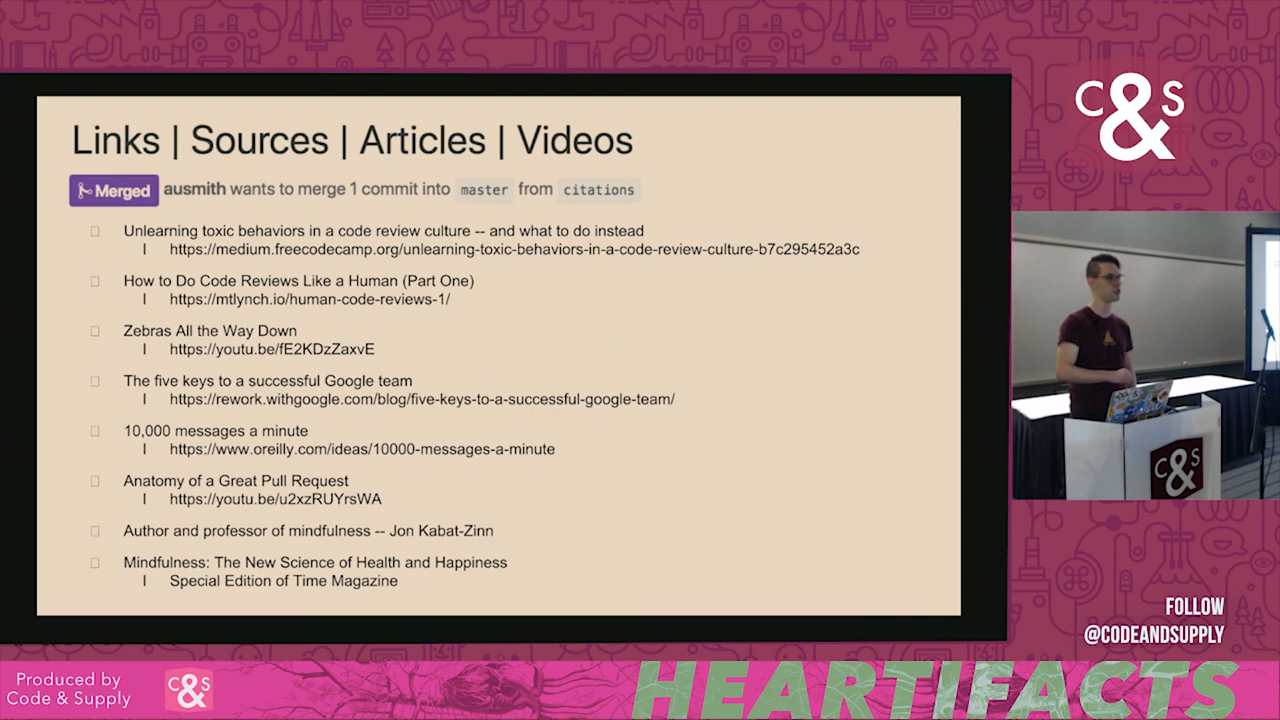 Links | Sources | Articles | Videos
Merged ausmith wants to merge 1 commit into master from citations
Unlearning toxic behaviors in a code review culture -- and what to do instead
https://medium.freecodecamp.org/unlearning-toxic-behaviors-in-a-code-review-culture-b7c295452a3c
How to Do Code Reviews Like a Human (Part One)
https://mtlynch.io/human-code-reviews-1/
Zebras All the Way Down
https://youtu.be/fE2KDzZaxvE
The five keys to a successful Google team
https://rework.withgoogle.com/blog/five-keys-to-a-successful-google-team/
10,000 messages a minute
https://www.oreilly.com/ideas/10000-messages-a-minute
Anatomy of a Great Pull Request
https://youtu.be/u2xzRUYrsWA
Author and professor of mindfulness -- Jon Kabat-Zinn
Mindfulness: The New Science of Health and Happiness
Special Edition of Time Magazine
C&S
C&S
FOLLOW
@CODEANDSUPPLY
Produced by
Code & Supply
C&S
HEARTIFACTS